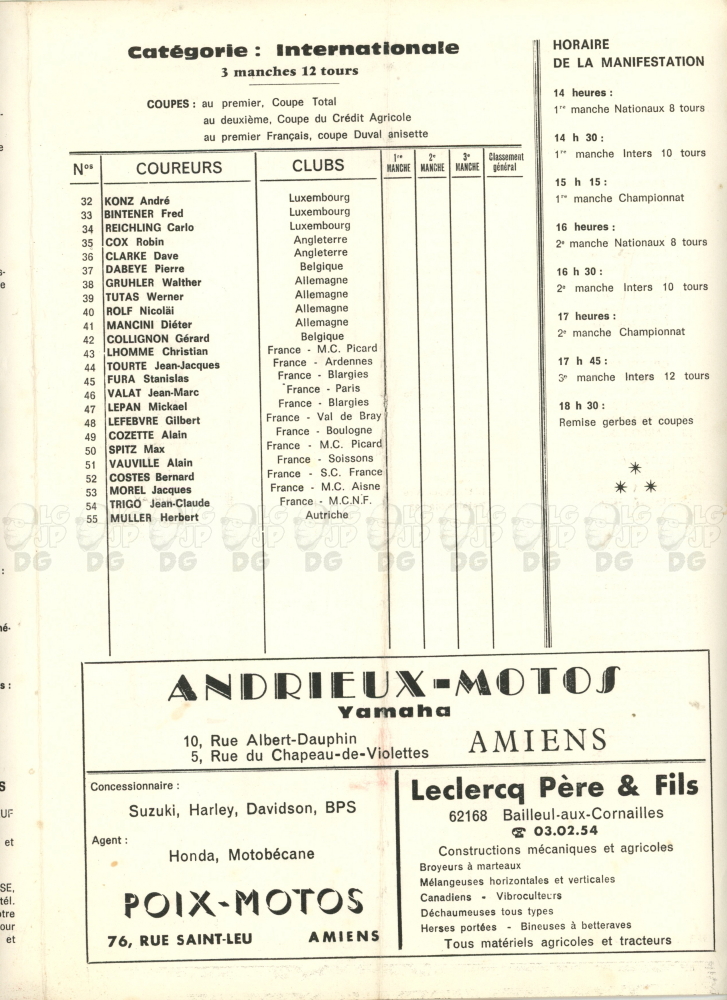 Catégorie : Internationale
3 manches 12 tours
COUPES : au premier, Coupe Total
au deuxième, Coupe du Crédit Agricole
au premier Français, coupe Duval anisette
Nos COUREURS CLUBS 1re MANCHE 2e MANCHE 3e MANCHE Classement général
32 KONZ André Luxembourg
33 BINTENER Fred Luxembourg
34 REICHLING Carlo Luxembourg
35 COX Robin Angleterre
36 CLARKE Dave Angleterre
37 DABEYE Pierre Belgique
38 GRUHLER Walther Allemagne
39 TUTAS Werner Allemagne
40 ROLF Nicoläi Allemagne
41 MANCINI Diéter Allemagne
42 COLLIGNON Gérard Belgique
43 LHOMME Christian France - M.C. Picard
44 TOURTE Jean-Jacques France - Ardennes
45 FURA Stanislas France - Blargies
46 VALAT Jean-Marc France - Paris
47 LEPAN Mickael France - Blargies
48 LEFEBVRE Gilbert France - Val de Bray
49 COZETTE Alain France - Boulogne
50 SPITZ Max France - M.C. Picard
51 VAUVILLE Alain France - Soissons
52 COSTES Bernard France - S.C. France
53 MOREL Jacques France - M.C. Aisne
54 TRIGO Jean-Claude France - M.C.N.F.
55 MULLER Herbert Autriche
HORAIRE
DE LA MANIFESTATION
14 heures :
1re manche Nationaux 8 tours
14 h 30 :
1re manche Inters 10 tours
15 h 15 :
1re manche Championnat
16 heures :
2e manche Nationaux 8 tours
16 h 30 :
2e manche Inters 10 tours
17 heures :
2e manche Championnat
17 h 45 :
3e manche Inters 12 tours
18 h 30 :
Remise gerbes et coupes
ANDRIEUX-MOTOS
Yamaha
10, Rue Albert-Dauphin
5, Rue du Chapeau-de-Violettes
AMIENS
Concessionnaire :
Suzuki, Harley, Davidson, BPS
Agent :
Honda, Motobécane
POIX-MOTOS
76, RUE SAINT-LEU AMIENS
Leclercq Père & Fils
62168 Bailleul-aux-Cornailles
☎ 03.02.54
Constructions mécaniques et agricoles
Broyeurs à marteaux
Mélangeuses horizontales et verticales
Canadiens - Vibroculteurs
Déchaumeuses tous types
Herses portées - Bineuses à betteraves
Tous matériels agricoles et tracteurs